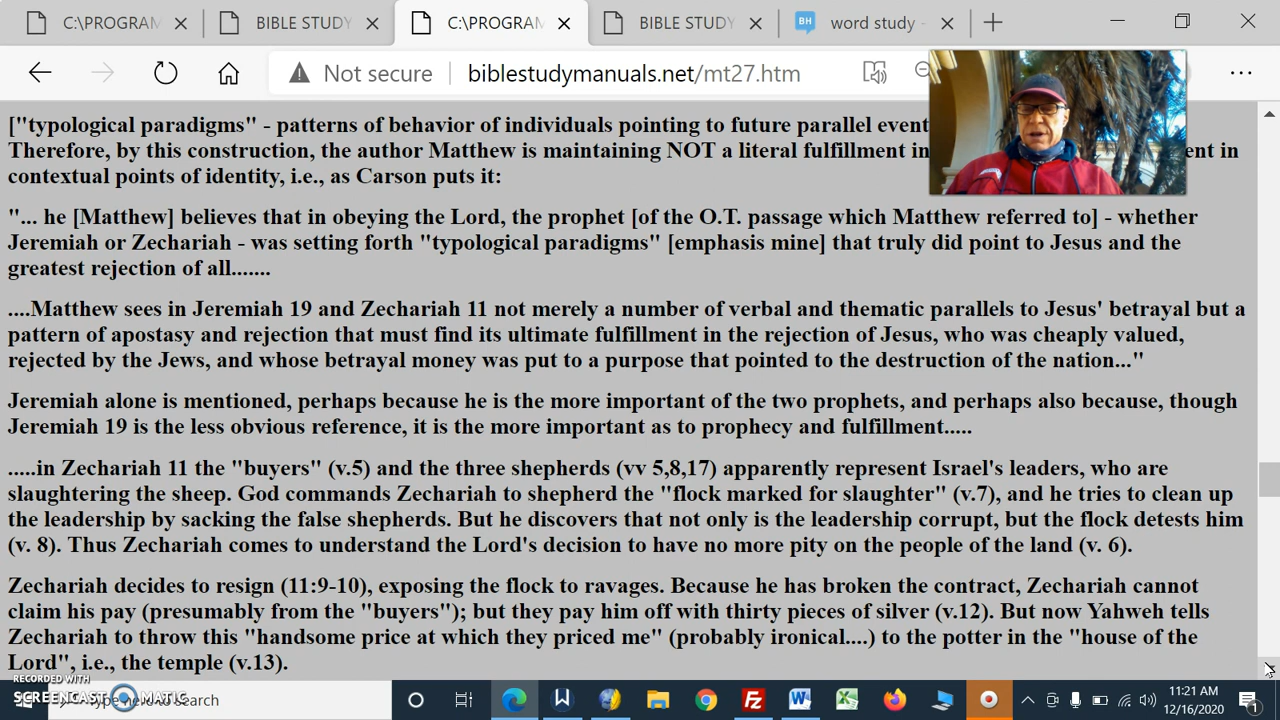 C:\PROGRAM
BIBLE STUDY
C:\PROGRAM
BIBLE STUDY
BH
word study -
Not secure
biblestudymanuals.net/mt27.htm
["typological paradigms" - patterns of behavior of individuals pointing to future parallel event
Therefore, by this construction, the author Matthew is maintaining NOT a literal fulfillment in ent in
contextual points of identity, i.e., as Carson puts it:
"... he [Matthew] believes that in obeying the Lord, the prophet [of the O.T. passage which Matthew referred to] - whether
Jeremiah or Zechariah - was setting forth "typological paradigms" [emphasis mine] that truly did point to Jesus and the
greatest rejection of all.......
....Matthew sees in Jeremiah 19 and Zechariah 11 not merely a number of verbal and thematic parallels to Jesus' betrayal but a
pattern of apostasy and rejection that must find its ultimate fulfillment in the rejection of Jesus, who was cheaply valued,
rejected by the Jews, and whose betrayal money was put to a purpose that pointed to the destruction of the nation..."
Jeremiah alone is mentioned, perhaps because he is the more important of the two prophets, and perhaps also because, though
Jeremiah 19 is the less obvious reference, it is the more important as to prophecy and fulfillment.....
.....in Zechariah 11 the "buyers" (v.5) and the three shepherds (vv 5,8,17) apparently represent Israel's leaders, who are
slaughtering the sheep. God commands Zechariah to shepherd the "flock marked for slaughter" (v.7), and he tries to clean up
the leadership by sacking the false shepherds. But he discovers that not only is the leadership corrupt, but the flock detests him
(v. 8). Thus Zechariah comes to understand the Lord's decision to have no more pity on the people of the land (v. 6).
Zechariah decides to resign (11:9-10), exposing the flock to ravages. Because he has broken the contract, Zechariah cannot
claim his pay (presumably from the "buyers"); but they pay him off with thirty pieces of silver (v.12). But now Yahweh tells
Zechariah to throw this "handsome price at which they priced me" (probably ironical....) to the potter in the "house of the
Lord", i.e., the temple (v.13).
RECORDED WITH
SCREENCAST MATIC
Type here to search
11:21 AM
12/16/2020
1